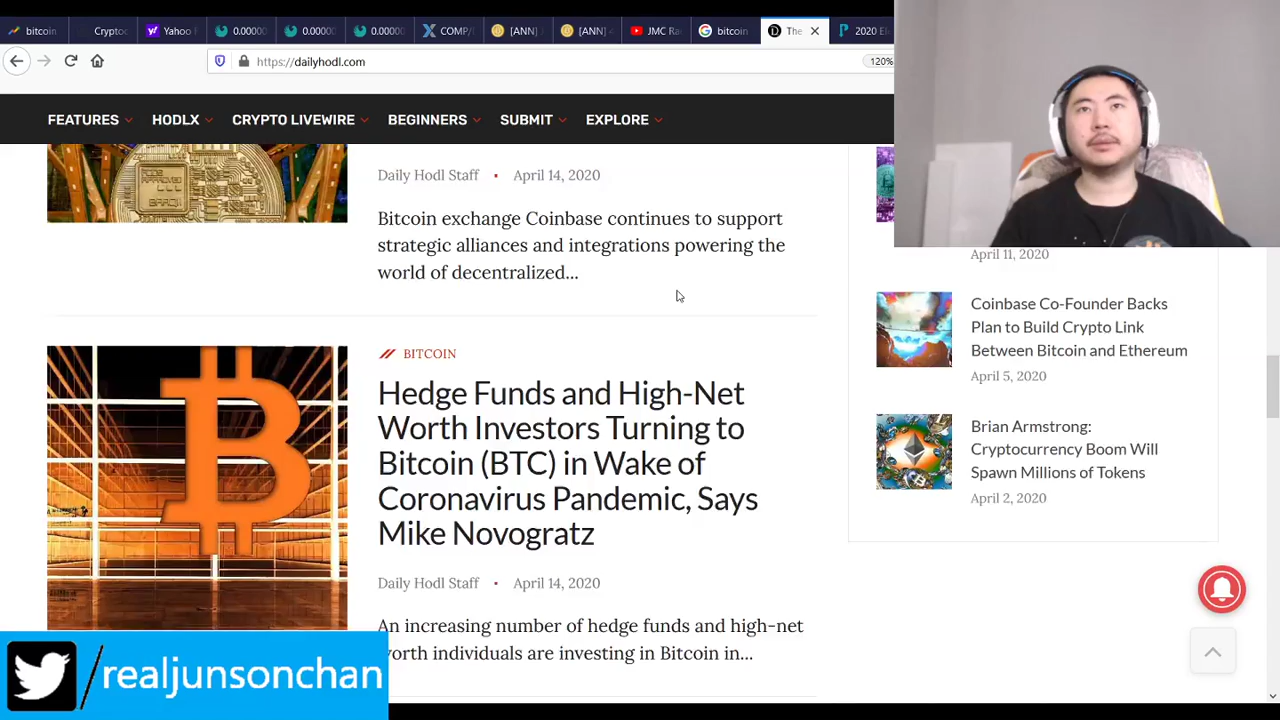 bitcoin
Cryptoc
Yahoo
0.00000
0.00000
0.00000
COMP/
[ANN]
[ANN]
JMC Ra
bitcoin
The
2020 El
https://dailyhodl.com
120%
FEATURES HODLX CRYPTO LIVEWIRE BEGINNERS SUBMIT EXPLORE
Daily Hodl Staff • April 14, 2020
Bitcoin exchange Coinbase continues to support
strategic alliances and integrations powering the
world of decentralized...
BITCOIN
Hedge Funds and High-Net
Worth Investors Turning to
Bitcoin (BTC) in Wake of
Coronavirus Pandemic, Says
Mike Novogratz
Daily Hodl Staff • April 14, 2020
An increasing number of hedge funds and high-net
worth individuals are investing in Bitcoin in...
April 11, 2020
Coinbase Co-Founder Backs
Plan to Build Crypto Link
Between Bitcoin and Ethereum
April 5, 2020
Brian Armstrong:
Cryptocurrency Boom Will
Spawn Millions of Tokens
April 2, 2020
/realjunsonchan